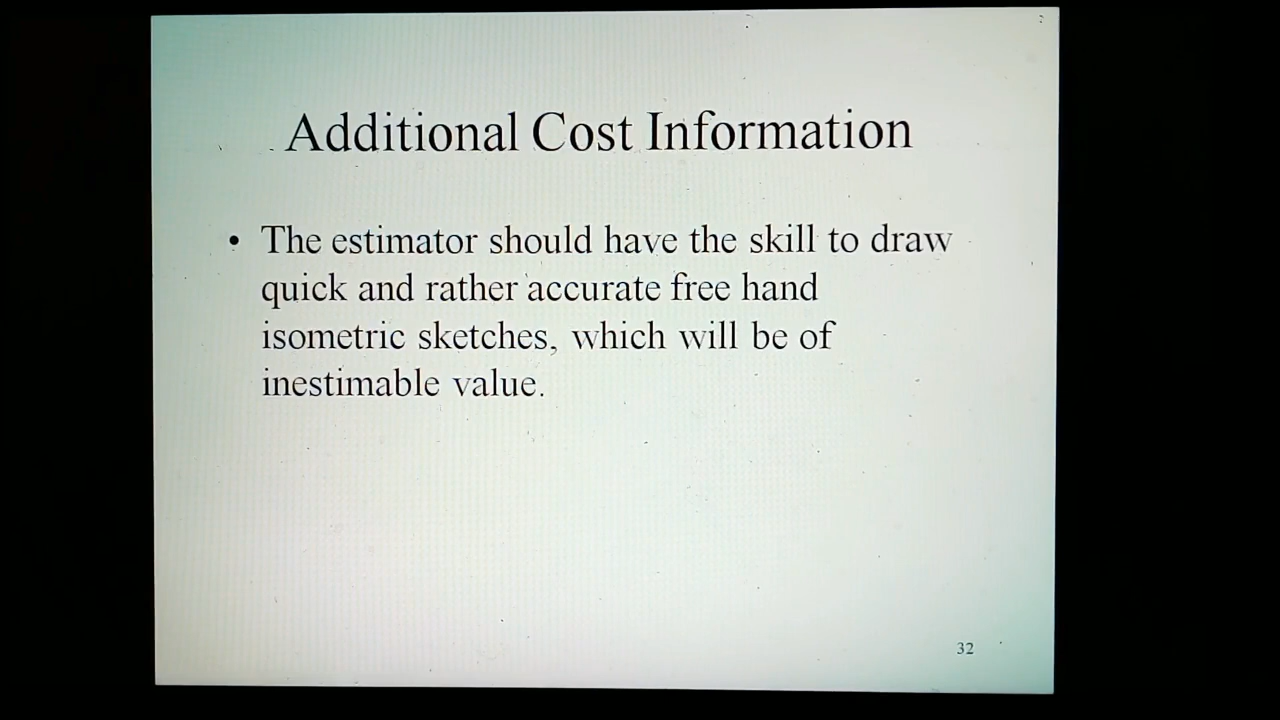 Additional Cost Information
• The estimator should have the skill to draw
quick and rather accurate free hand
isometric sketches, which will be of
inestimable value.
32